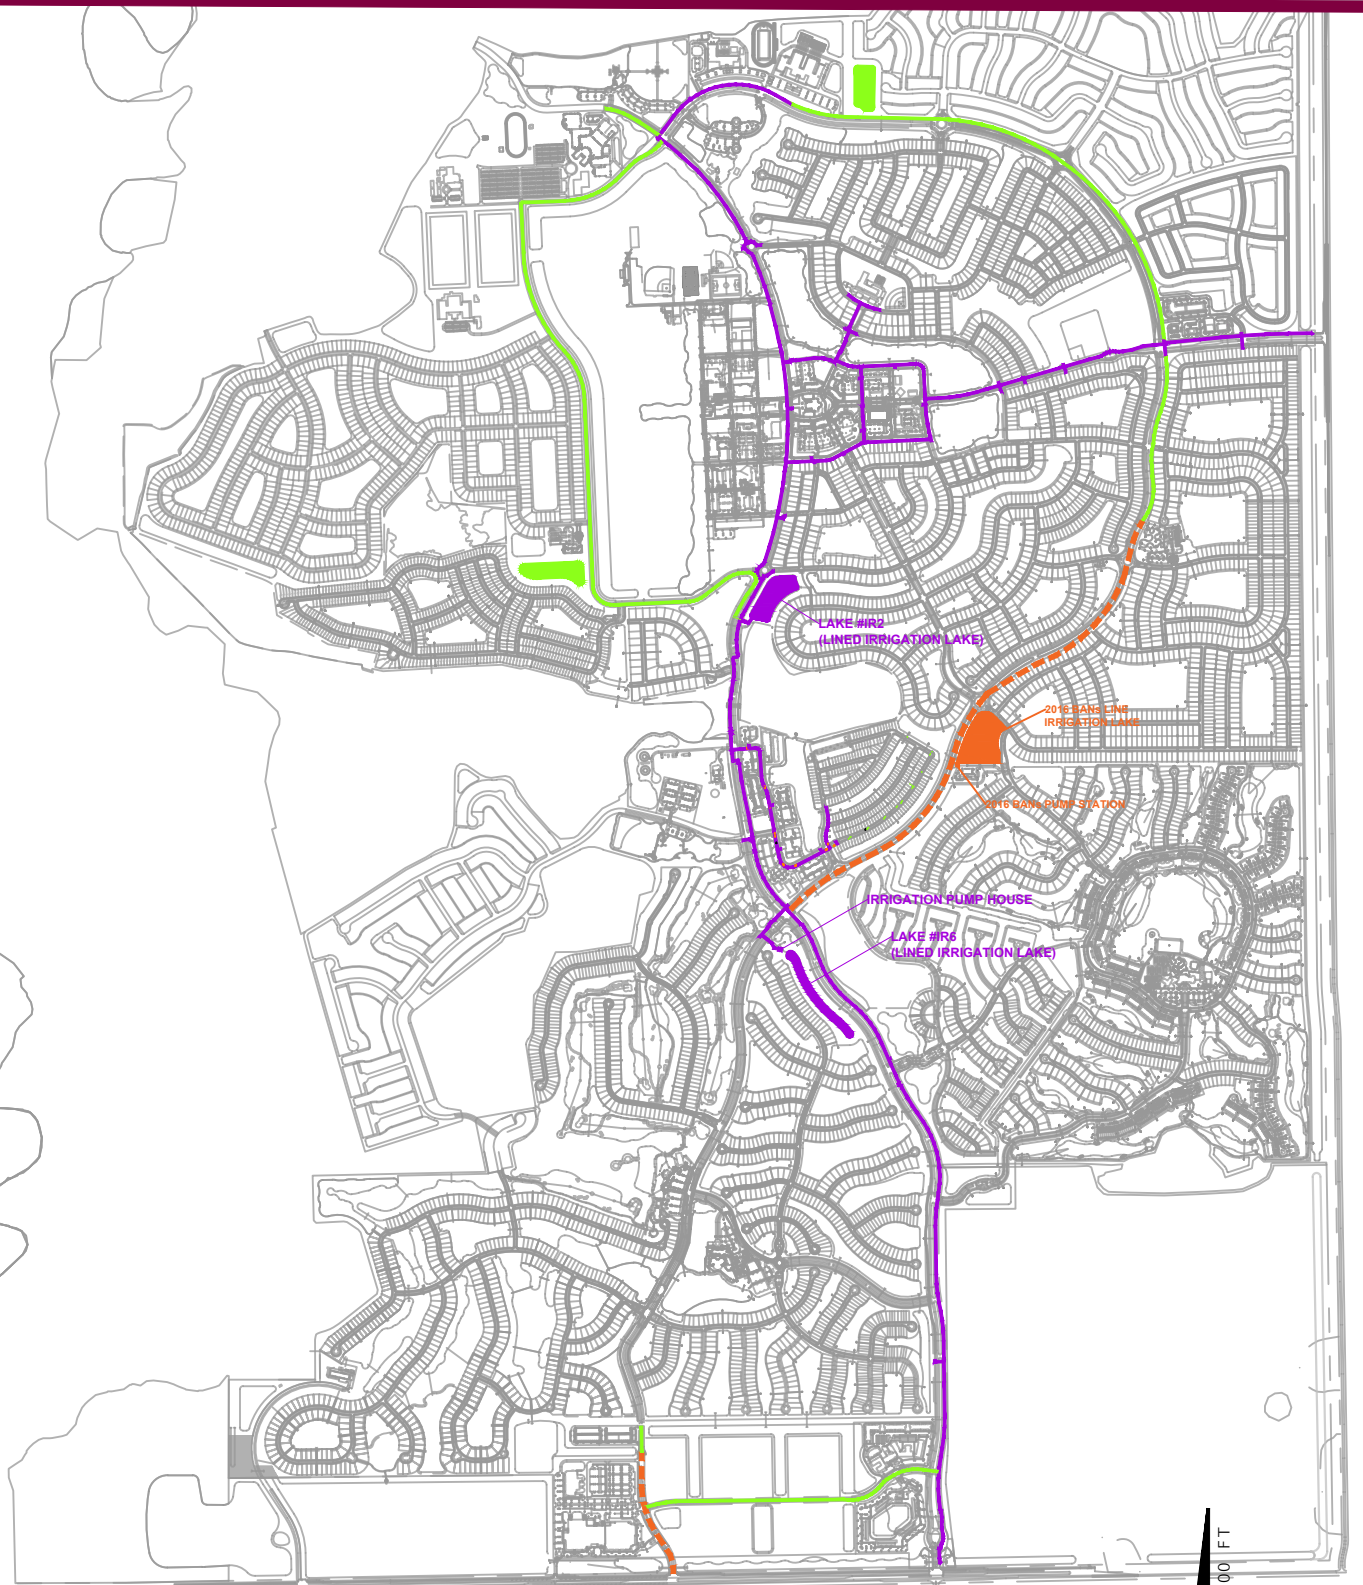 LAKE #IR2
(LINED IRRIGATION LAKE)
2016 BANs LINE
IRRIGATION LAKE
2016 BANs PUMP STATION
IRRIGATION PUMP HOUSE
LAKE #IR6
(LINED IRRIGATION LAKE)
00 FT